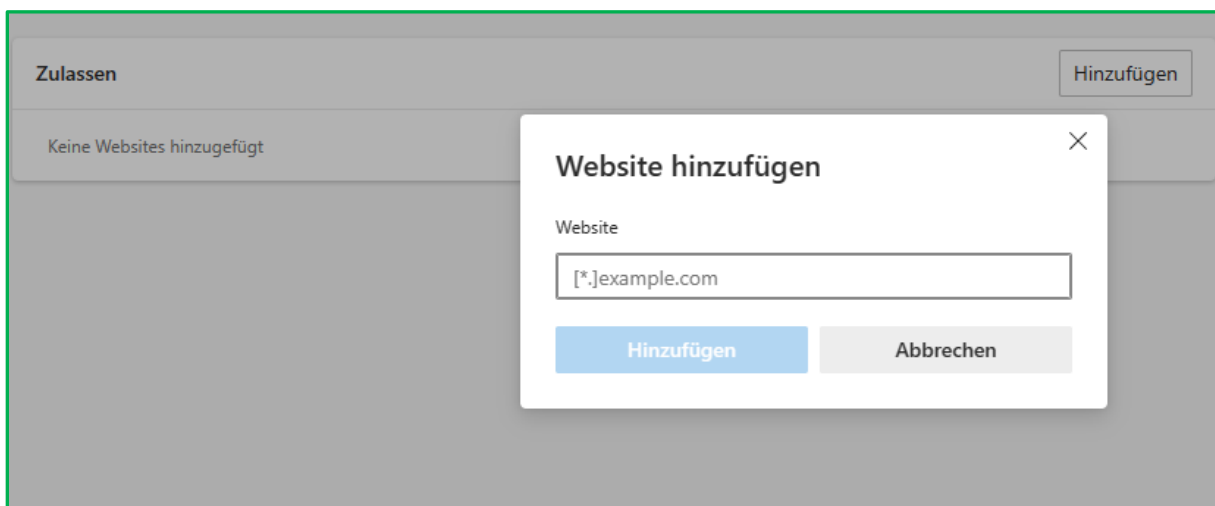 Zulassen
Hinzufügen
Keine Websites hinzugefügt
Website hinzufügen
Website
[*.]example.com
Hinzufügen
Abbrechen